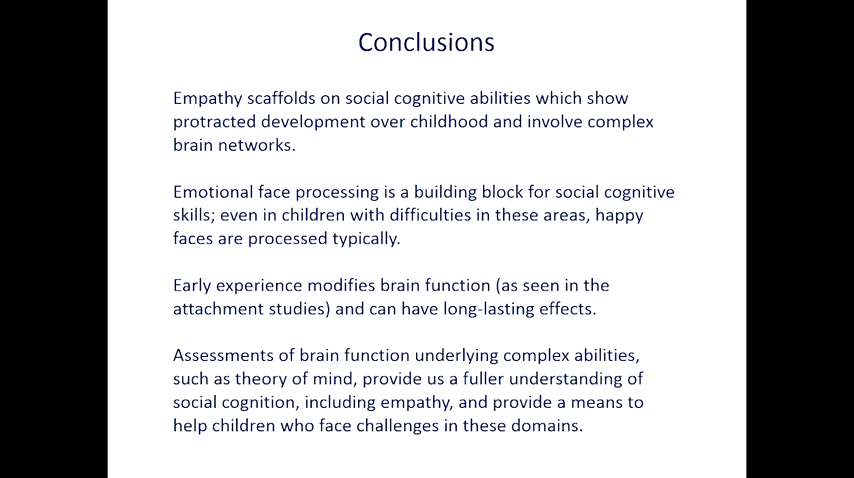 Conclusions
Empathy scaffolds on social cognitive abilities which show
protracted development over childhood and involve complex
brain networks.
Emotional face processing is a building block for social cognitive
skills; even in children with difficulties in these areas, happy
faces are processed typically.
Early experience modifies brain function (as seen in the
attachment studies) and can have long-lasting effects.
Assessments of brain function underlying complex abilities,
such as theory of mind, provide us a fuller understanding of
social cognition, including empathy, and provide a means to
help children who face challenges in these domains.